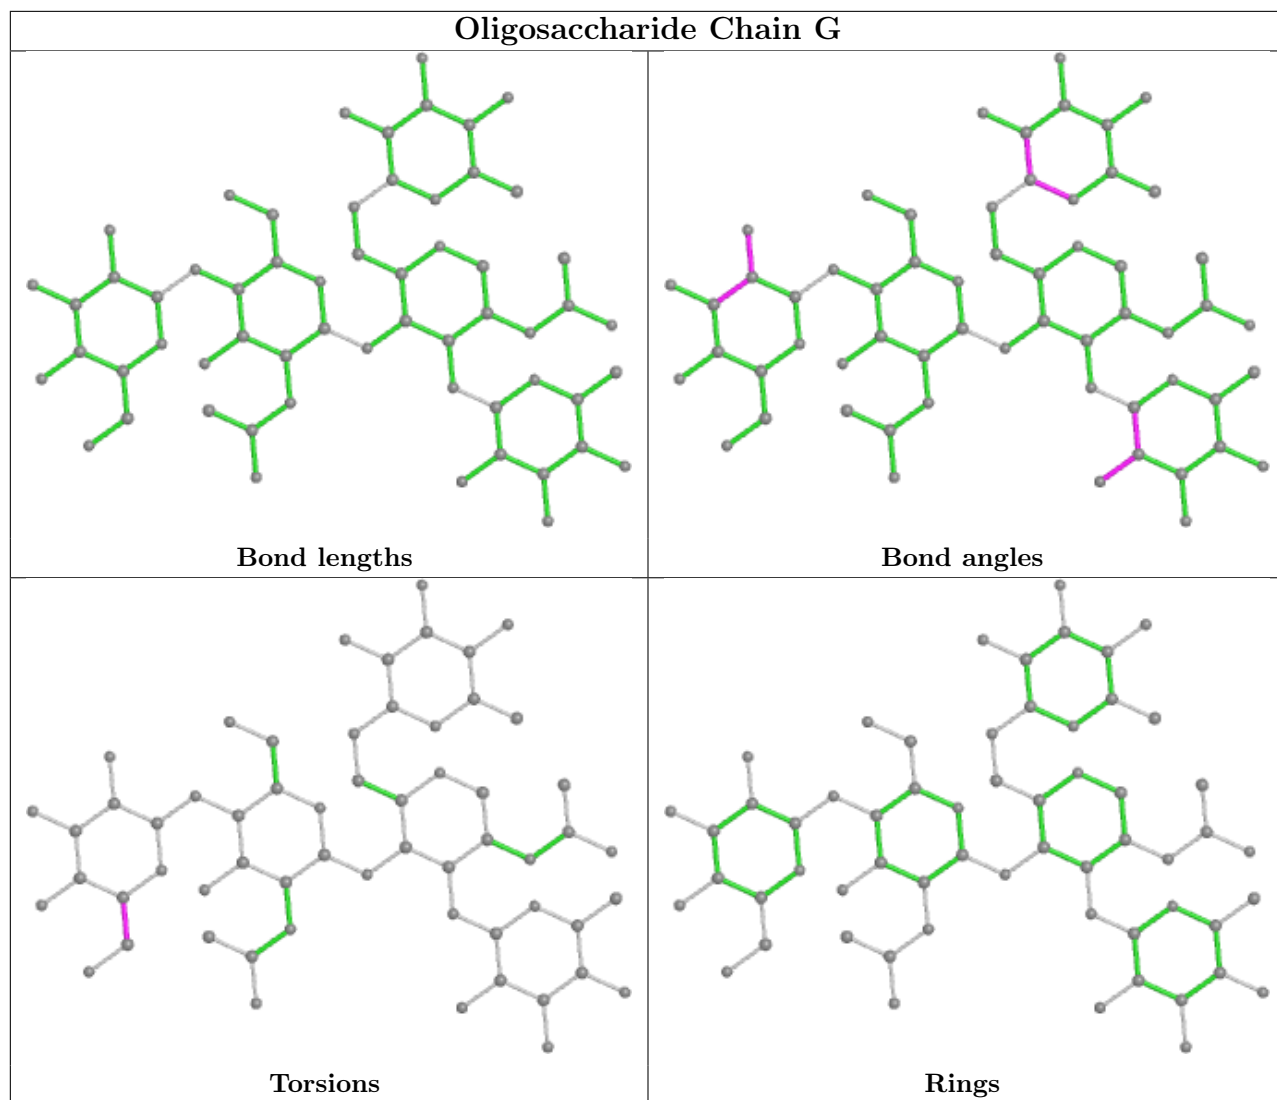 Oligosaccharide Chain G
Bond lengths
Bond angles
Torsions
Rings